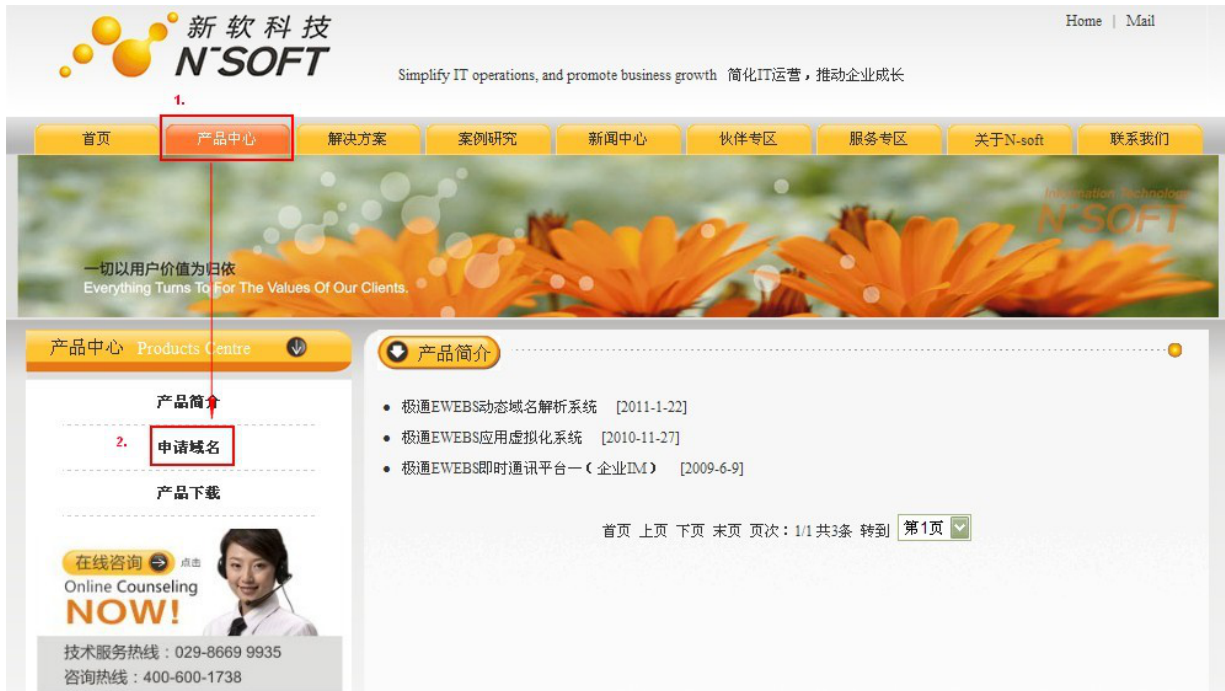 新软科技
N-SOFT
Home | Mail
Simplify IT operations, and promote business growth 简化IT运营，推动企业成长
1.
首页 产品中心 解决方案 案例研究 新闻中心 伙伴专区 服务专区 关于N-soft 联系我们
Information Technology
N-SOFT
一切以用户价值为归依
Everything Turns To For The Values Of Our Clients.
产品中心 Products Centre
产品简介
2.
申请域名
产品下载
在线咨询 点击
Online Counseling
NOW!
技术服务热线：029-8669 9935
咨询热线：400-600-1738
产品简介
● 极通EWEBS动态域名解析系统 [2011-1-22]
● 极通EWEBS应用虚拟化系统 [2010-11-27]
● 极通EWEBS即时通讯平台—（企业IM） [2009-6-9]
首页 上页 下页 末页 页次：1/1 共3条 转到 第1页